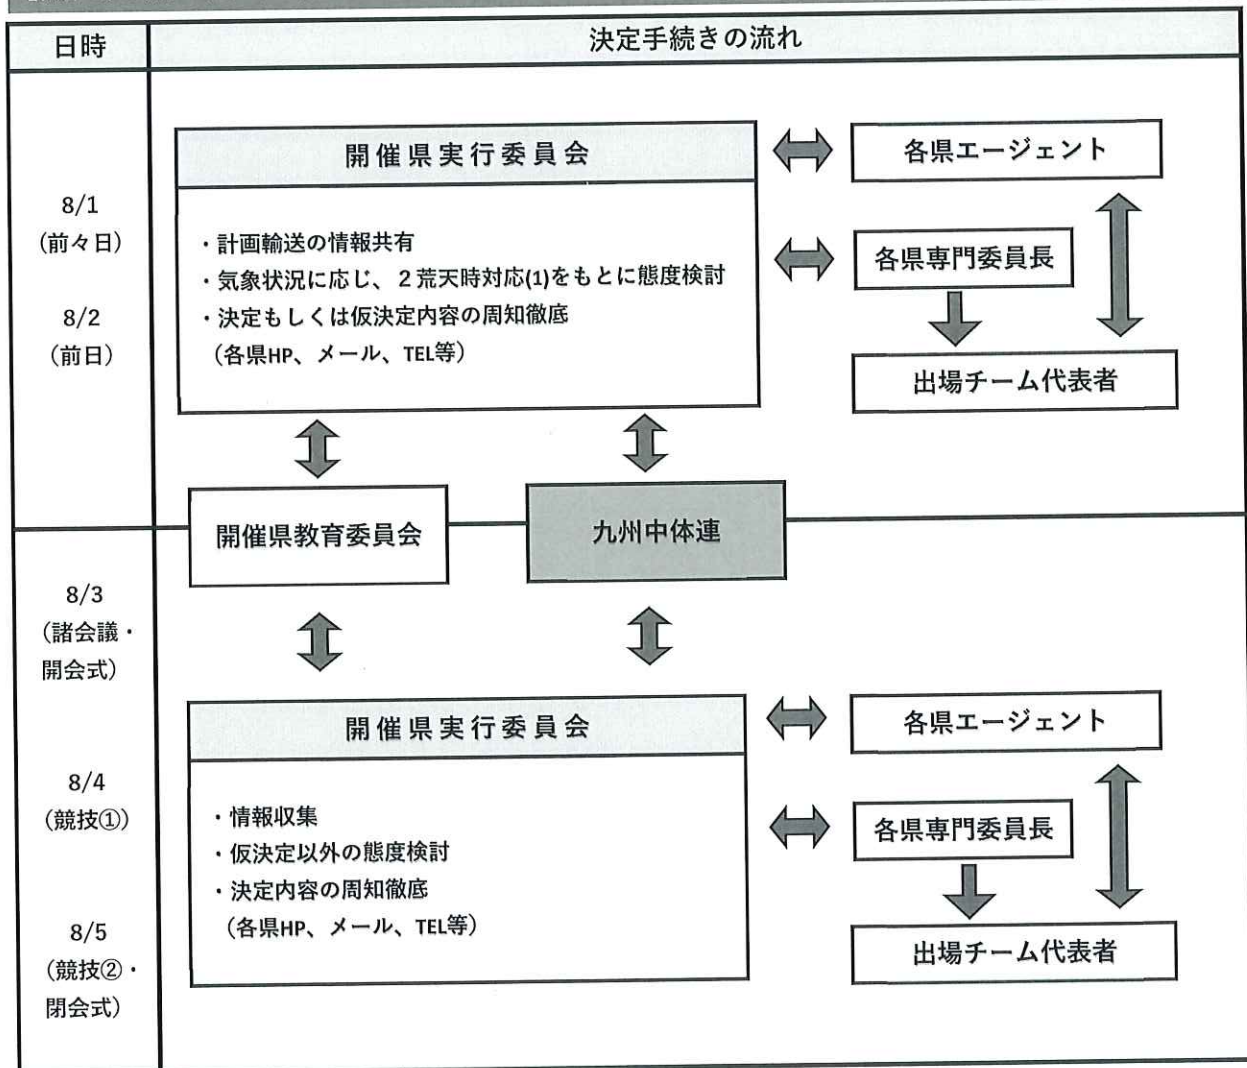 日時
決定手続きの流れ
8/1
(前々日)
8/2
(前日)
開催県実行委員会
・計画輸送の情報共有
・気象状況に応じ、2荒天時対応(1)をもとに態度検討
・決定もしくは仮決定内容の周知徹底
(各県HP、メール、TEL等)
各県エージェント
各県専門委員長
出場チーム代表者
開催県教育委員会
九州中体連
8/3
(諸会議・
開会式)
8/4
(競技①)
8/5
(競技②・
閉会式)
開催県実行委員会
・情報収集
・仮決定以外の態度検討
・決定内容の周知徹底
(各県HP、メール、TEL等)
各県エージェント
各県専門委員長
出場チーム代表者